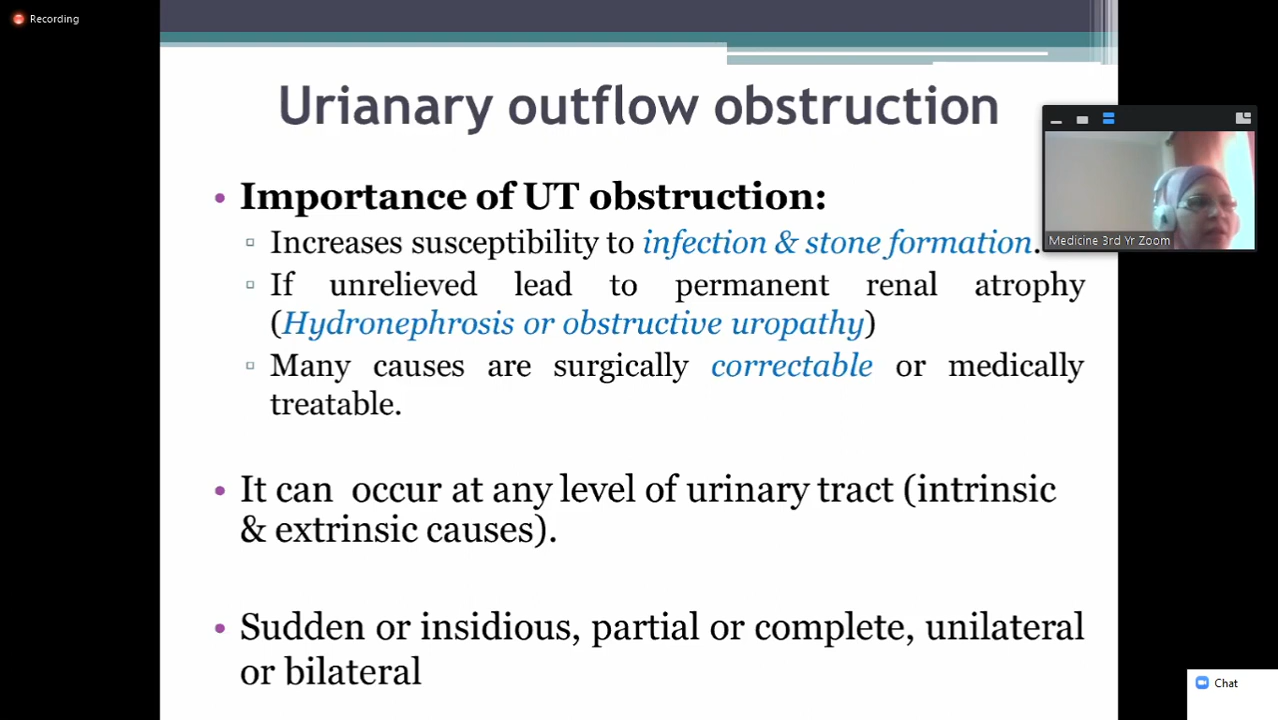 Recording
Urianary outflow obstruction
• Importance of UT obstruction:
▫ Increases susceptibility to infection & stone formation.
▫ If unrelieved lead to permanent renal atrophy
(Hydronephrosis or obstructive uropathy)
▫ Many causes are surgically correctable or medically
treatable.
• It can occur at any level of urinary tract (intrinsic
& extrinsic causes).
• Sudden or insidious, partial or complete, unilateral
or bilateral
Medicine 3rd Yr Zoom
Chat